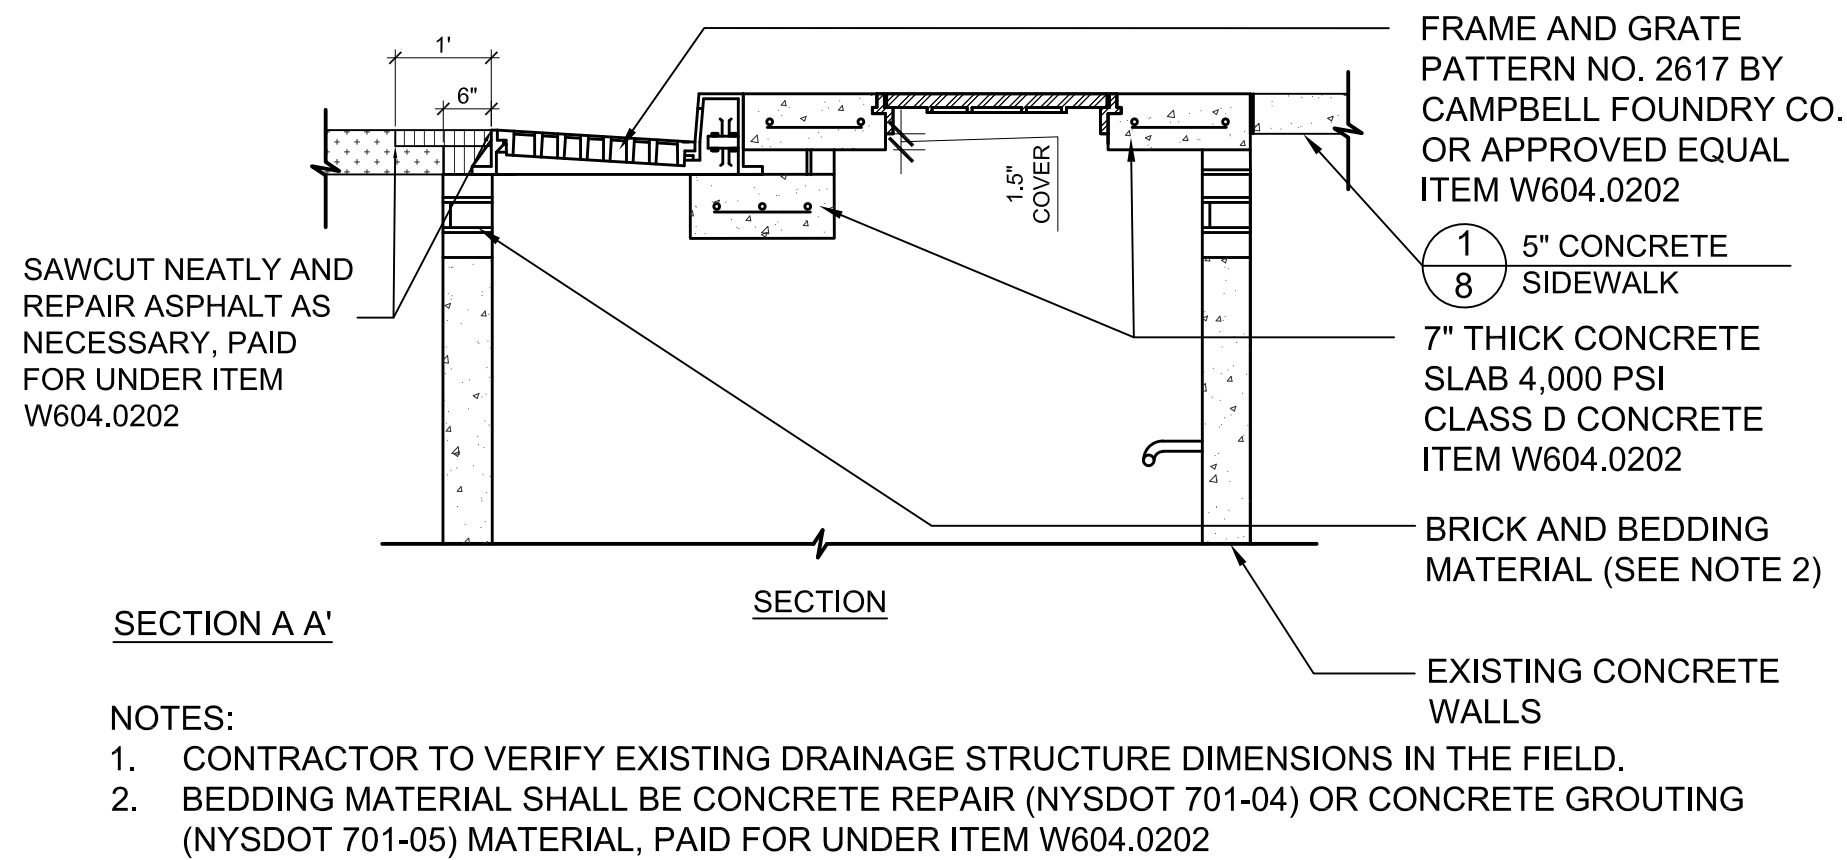 1'
6"
FRAME AND GRATE
PATTERN NO. 2617 BY
CAMPBELL FOUNDRY CO.
OR APPROVED EQUAL
ITEM W604.0202
1.5"
COVER
1
8
5" CONCRETE
SIDEWALK
SAWCUT NEATLY AND
REPAIR ASPHALT AS
NECESSARY, PAID
FOR UNDER ITEM
W604.0202
7" THICK CONCRETE
SLAB 4,000 PSI
CLASS D CONCRETE
ITEM W604.0202
BRICK AND BEDDING
MATERIAL (SEE NOTE 2)
SECTION
SECTION A A'
EXISTING CONCRETE
WALLS
NOTES:
1. CONTRACTOR TO VERIFY EXISTING DRAINAGE STRUCTURE DIMENSIONS IN THE FIELD.
2. BEDDING MATERIAL SHALL BE CONCRETE REPAIR (NYSDOT 701-04) OR CONCRETE GROUTING
(NYSDOT 701-05) MATERIAL, PAID FOR UNDER ITEM W604.0202